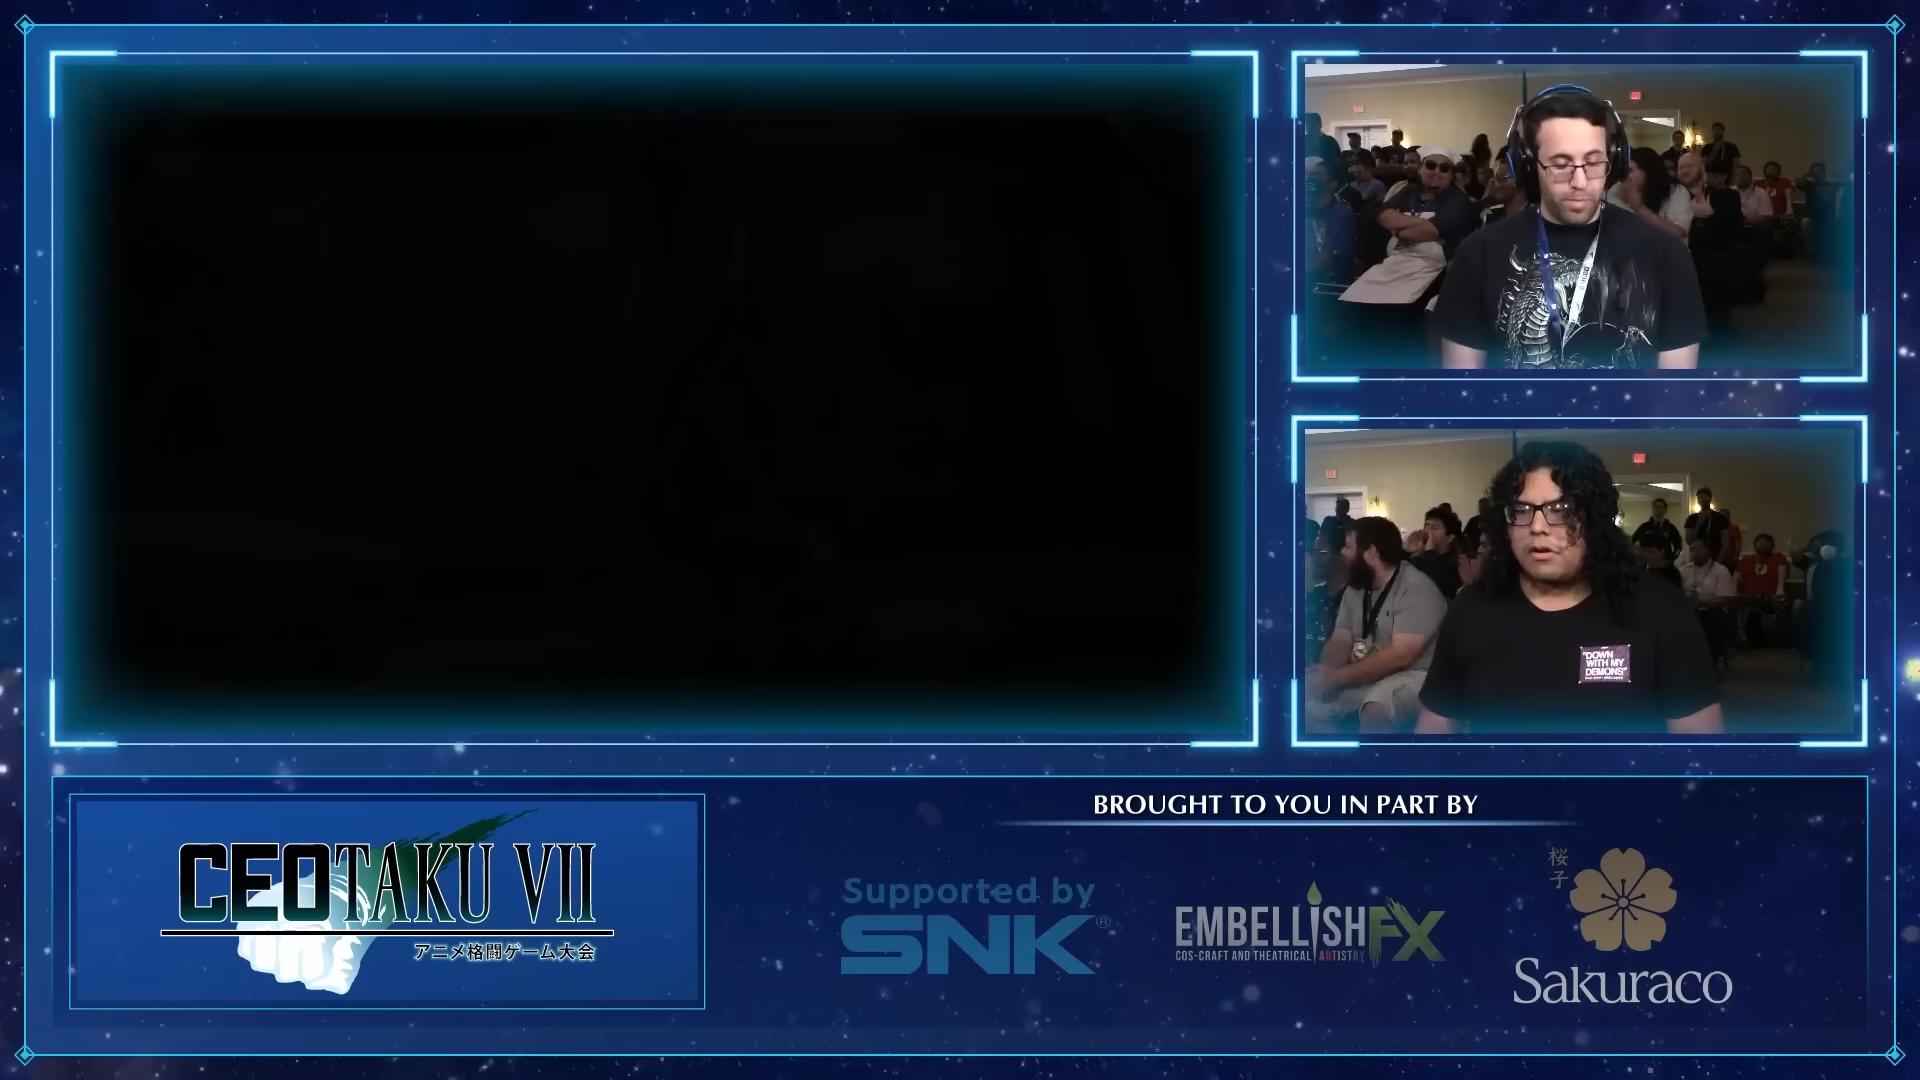 "DOWN
WITH MY
DEMONS"
BROUGHT TO YOU IN PART BY
CEOTAKU VII
アニメ格闘ゲーム大会
Supported by
SNK®
EMBELLISHFX
COS-CRAFT AND THEATRICAL ARTISTRY
桜子
Sakuraco